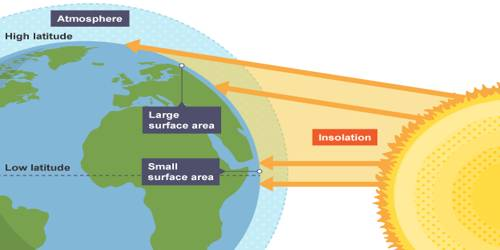 Atmosphere
High latitude
Large
surface area
Insolation
Low latitude
Small
surface area